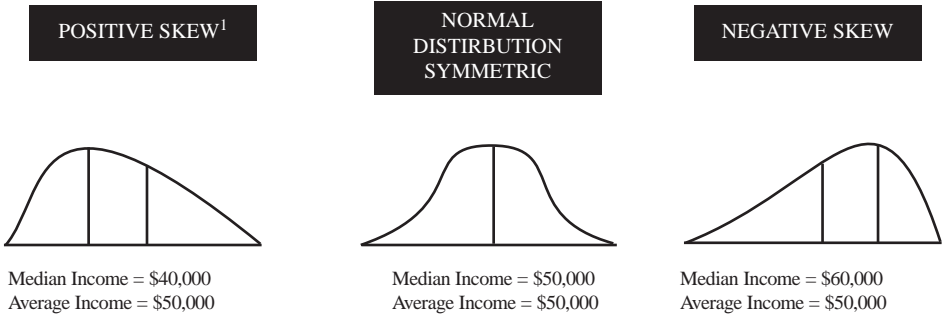 POSITIVE SKEW¹
NORMAL
DISTIRBUTION
SYMMETRIC
NEGATIVE SKEW
Median Income = $40,000
Average Income = $50,000
Median Income = $50,000
Average Income = $50,000
Median Income = $60,000
Average Income = $50,000